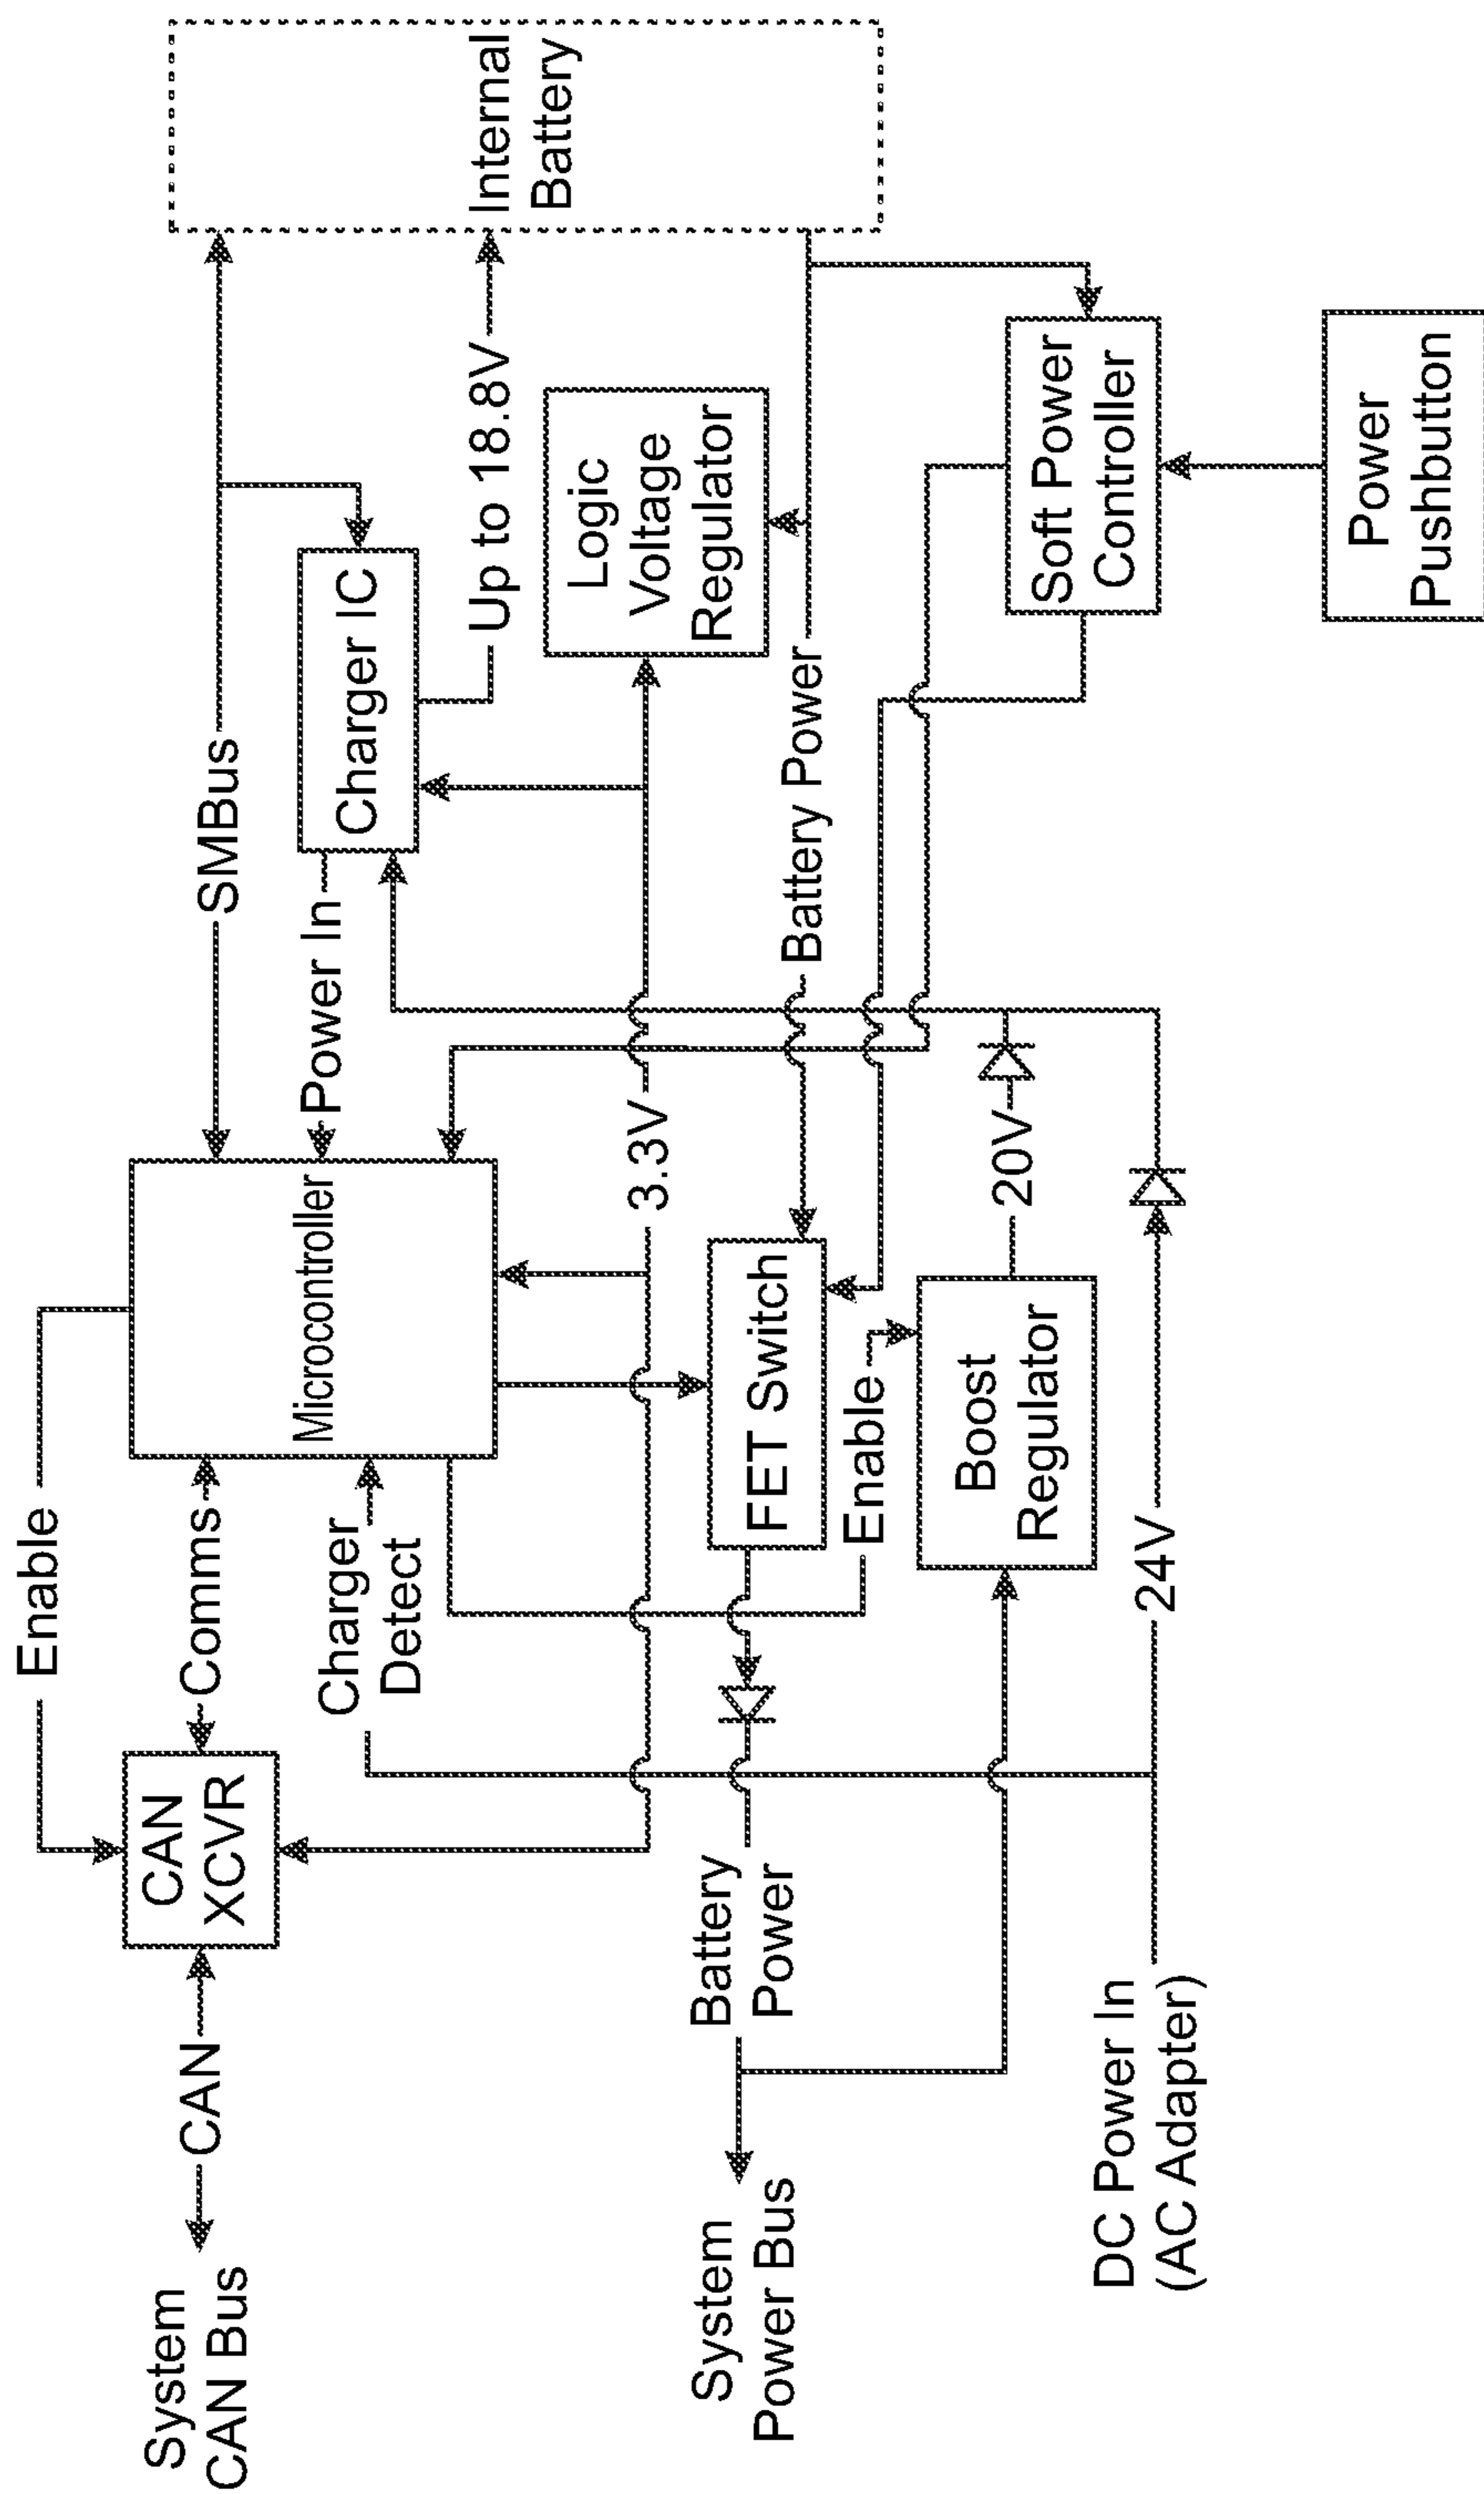 Enable
System
CAN Bus
CAN
CAN
XCVR
Comms
Microcontroller
SMBus
Power In
Charger IC
Charger
Detect
Up to 18.8V
Internal
Battery
Logic
Voltage
Regulator
3.3V
System
Power Bus
Battery
Power
FET Switch
Battery Power
Enable
Boost
Regulator
20V
Soft Power
Controller
DC Power In
(AC Adapter)
24V
Power
Pushbutton